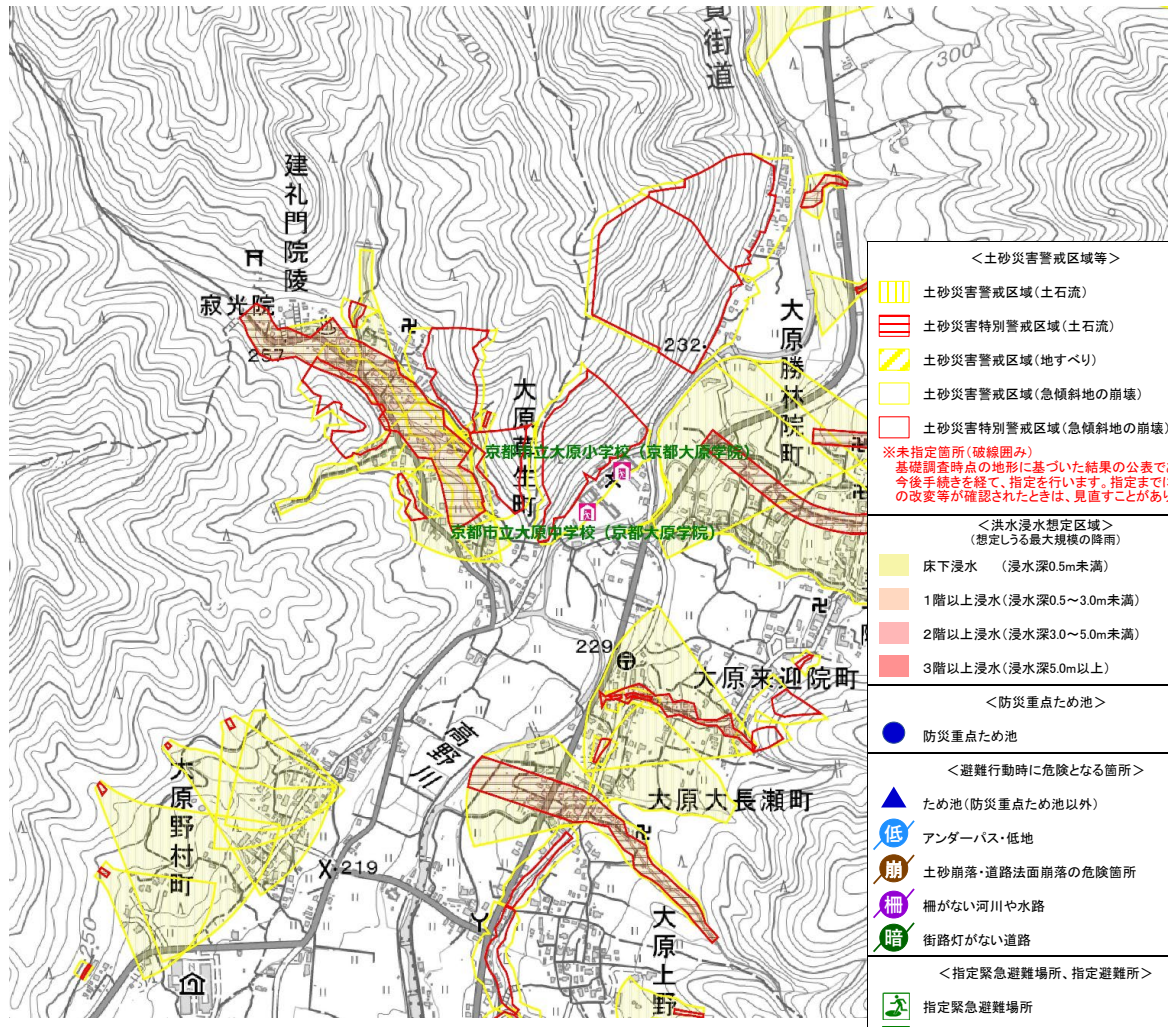 賀街道
400
300
建礼門院陵
寂光院
257
232
大原勝林院町
大原草生町
京都市立大原小学校(京都大原学院)
京都市立大原中学校(京都大原学院)
229
大原来迎院町
高野川
大原大長瀬町
大原野村町
219
250
大原上野
<土砂災害警戒区域等>
土砂災害警戒区域(土石流)
土砂災害特別警戒区域(土石流)
土砂災害警戒区域(地すべり)
土砂災害警戒区域(急傾斜地の崩壊)
土砂災害特別警戒区域(急傾斜地の崩壊)
※未指定箇所(破線囲み)
基礎調査時点の地形に基づいた結果の公表であ
今後手続きを経て、指定を行います。指定までに
の改変等が確認されたときは、見直すことがあり
<洪水浸水想定区域>
(想定しうる最大規模の降雨)
床下浸水 (浸水深0.5m未満)
1階以上浸水(浸水深0.5~3.0m未満)
2階以上浸水(浸水深3.0~5.0m未満)
3階以上浸水(浸水深5.0m以上)
<防災重点ため池>
防災重点ため池
<避難行動時に危険となる箇所>
ため池(防災重点ため池以外)
低 アンダーパス・低地
崩 土砂崩落・道路法面崩落の危険箇所
柵 柵がない河川や水路
暗 街路灯がない道路
<指定緊急避難場所、指定避難所>
指定緊急避難場所